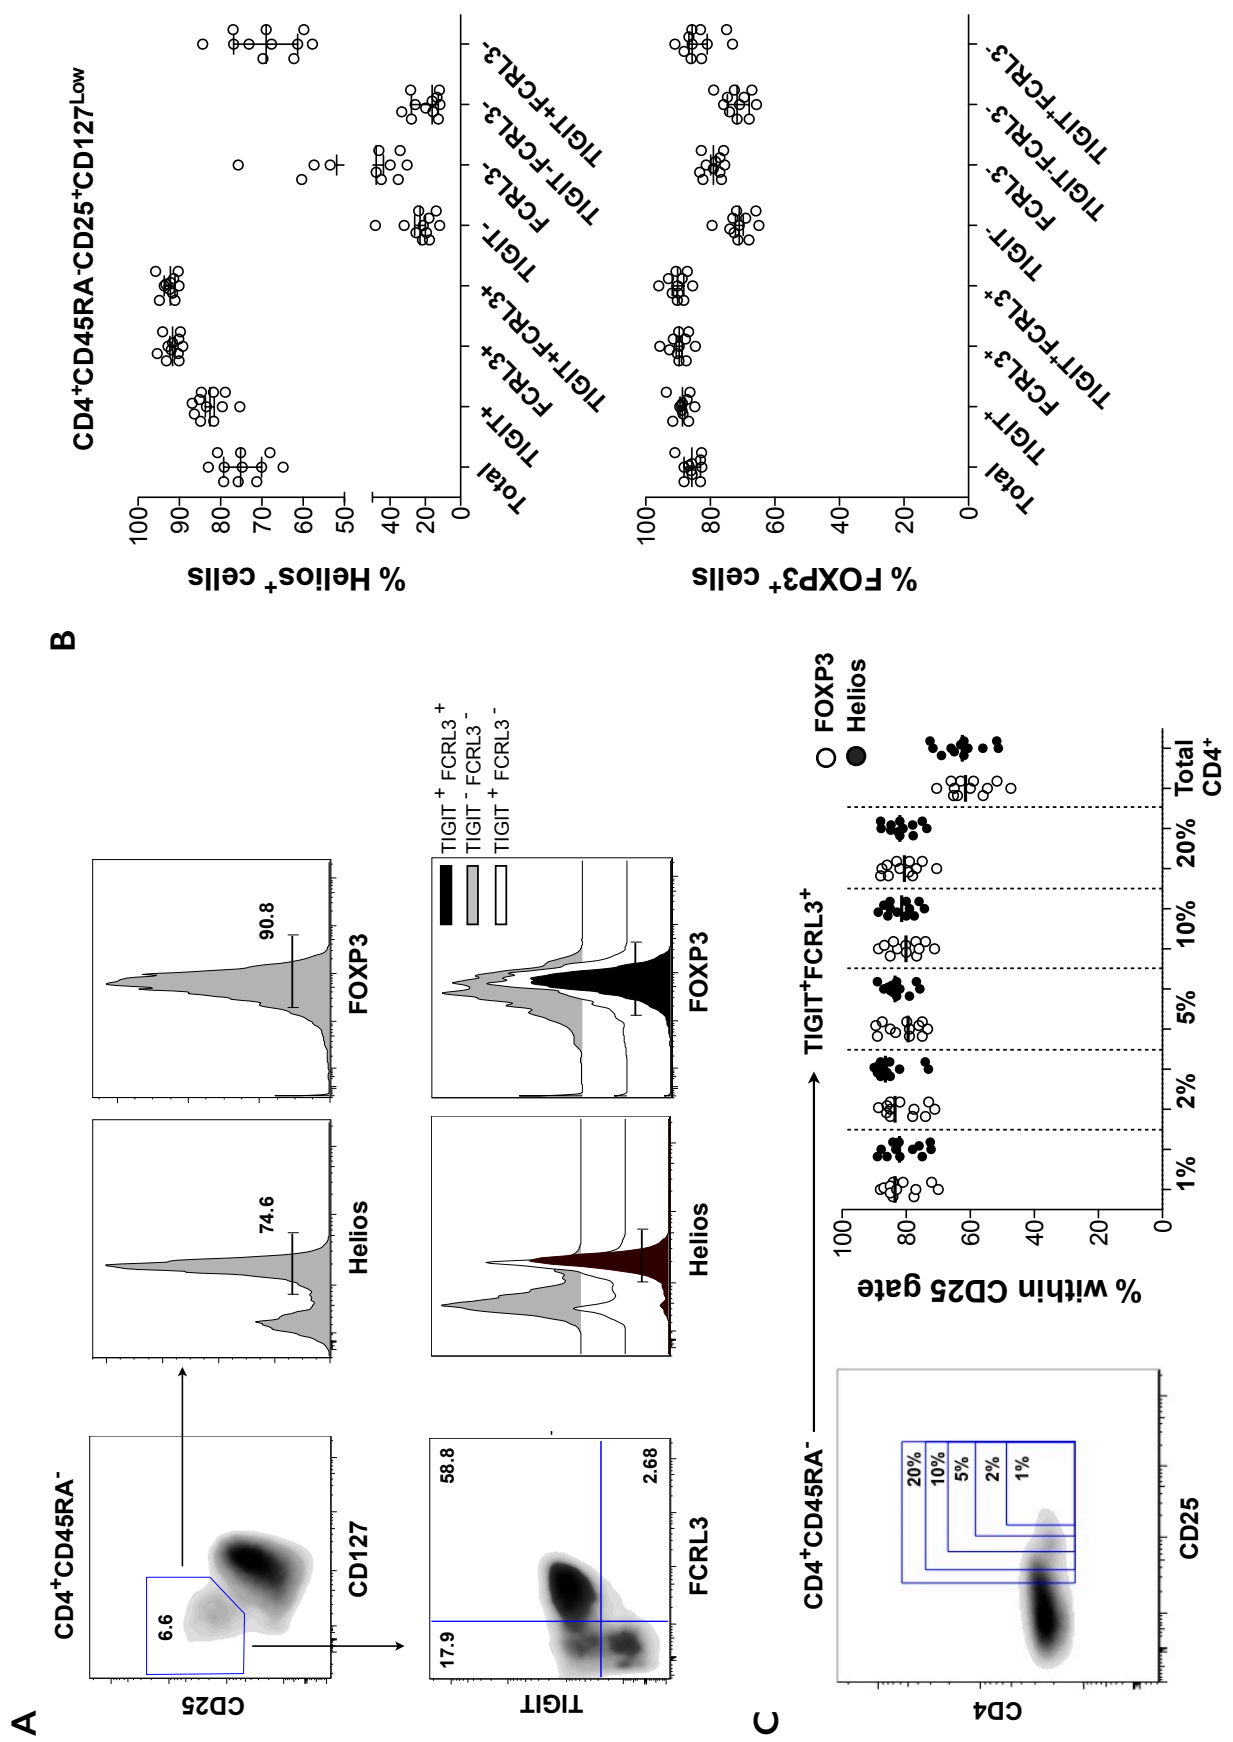 A
CD4+CD45RA-
6.6
CD25
CD127
74.6
Helios
90.8
FOXP3
17.9
58.8
2.68
TIGIT
FCRL3
Helios
FOXP3
TIGIT+ FCRL3+
TIGIT- FCRL3-
TIGIT+ FCRL3-
B
CD4+CD45RA-CD25+CD127Low
% Helios+ cells
100
90
80
70
60
50
40
20
0
Total
TIGIT+
FCRL3+
TIGIT+FCRL3+
TIGIT-
FCRL3-
TIGIT-FCRL3-
TIGIT+FCRL3-
% FOXP3+ cells
100
80
60
40
20
0
Total
TIGIT+
FCRL3+
TIGIT+FCRL3+
TIGIT-
FCRL3-
TIGIT-FCRL3-
TIGIT+FCRL3-
C
CD4+CD45RA-
TIGIT+FCRL3+
20%
10%
5%
2%
1%
CD4
CD25
% within CD25 gate
100
80
60
40
20
0
1%
2%
5%
10%
20%
Total
CD4+
FOXP3
Helios